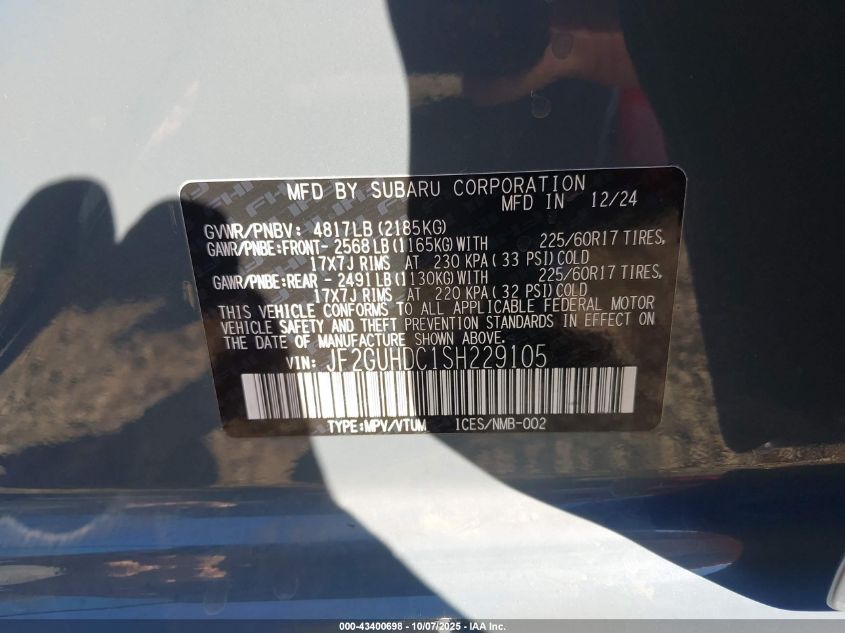 MFD BY SUBARU CORPORATION
MFD IN 12/24
GVWR/PNBV: 4817LB (2185KG)
GAWR/PNBE:FRONT- 2568 LB (1165KG) WITH 225/60R17 TIRES,
17X7J RIMS AT 230 KPA (33 PSI) COLD
GAWR/PNBE:REAR - 2491 LB (1130KG) WITH 225/60R17 TIRES,
17X7J RIMS AT 220 KPA (32 PSI) COLD
THIS VEHICLE CONFORMS TO ALL APPLICABLE FEDERAL MOTOR
VEHICLE SAFETY AND THEFT PREVENTION STANDARDS IN EFFECT ON
THE DATE OF MANUFACTURE SHOWN ABOVE.
VIN: JF2GUHDC1SH229105
TYPE:MPV/VTUM ICES/NMB-002
000-43400698 - 10/07/2025 - IAA Inc.